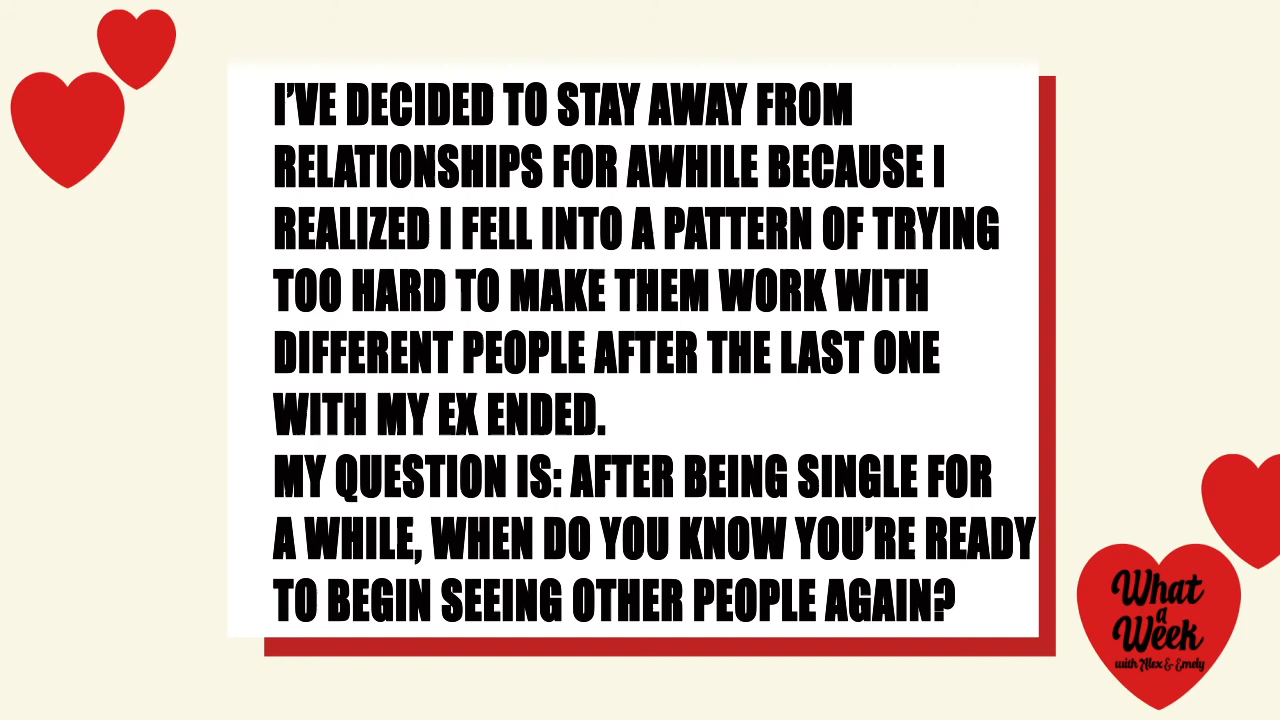 I'VE DECIDED TO STAY AWAY FROM
RELATIONSHIPS FOR AWHILE BECAUSE I
REALIZED I FELL INTO A PATTERN OF TRYING
TOO HARD TO MAKE THEM WORK WITH
DIFFERENT PEOPLE AFTER THE LAST ONE
WITH MY EX ENDED.
MY QUESTION IS: AFTER BEING SINGLE FOR
A WHILE, WHEN DO YOU KNOW YOU'RE READY
TO BEGIN SEEING OTHER PEOPLE AGAIN?
What
a
Week
with Alex & Emely